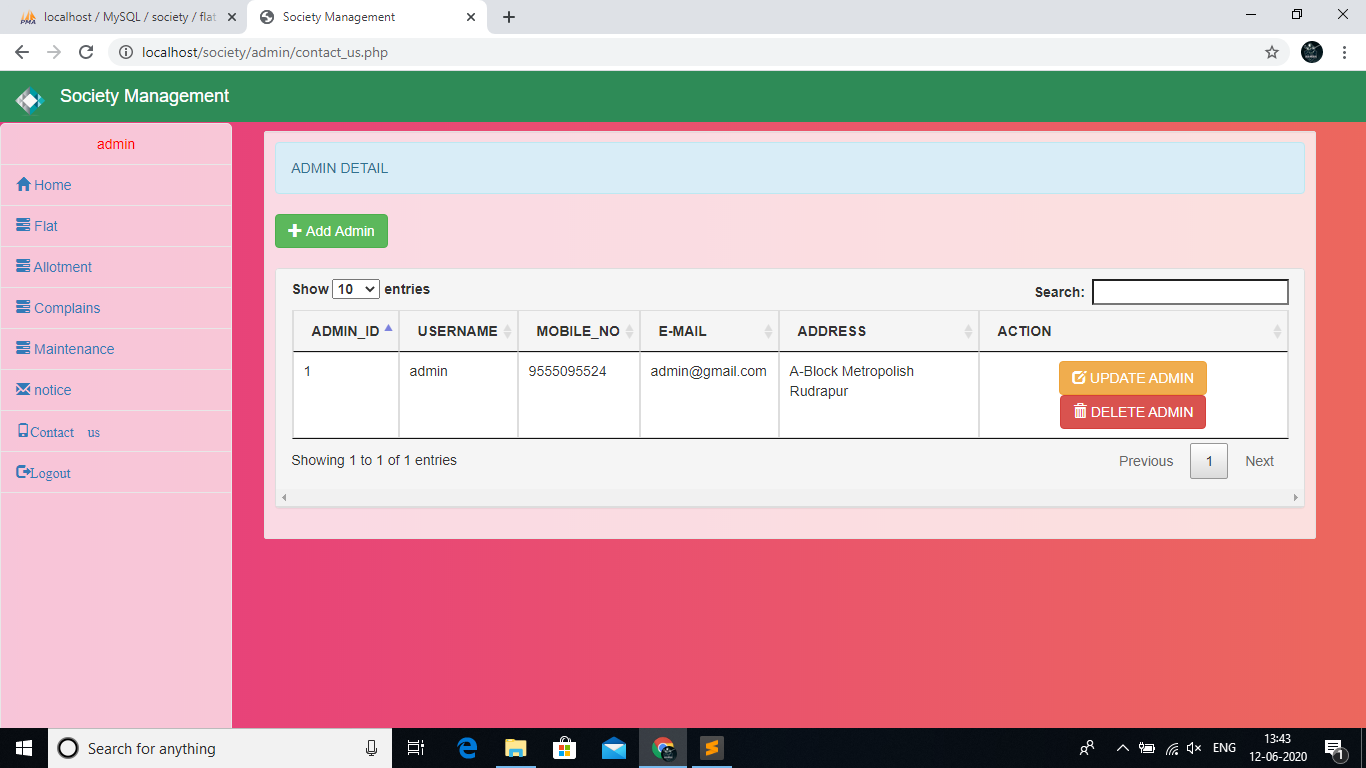 localhost / MySQL / society / flat
Society Management
localhost/society/admin/contact_us.php
Society Management
admin
Home
Flat
Allotment
Complains
Maintenance
notice
Contact us
Logout
ADMIN DETAIL
Add Admin
Show 10 entries
Search:
ADMIN_ID USERNAME MOBILE_NO E-MAIL ADDRESS ACTION
1 admin 9555095524 admin@gmail.com A-Block Metropolish
Rudrapur
UPDATE ADMIN
DELETE ADMIN
Showing 1 to 1 of 1 entries
Previous 1 Next
Search for anything
ENG
13:43
12-06-2020
1